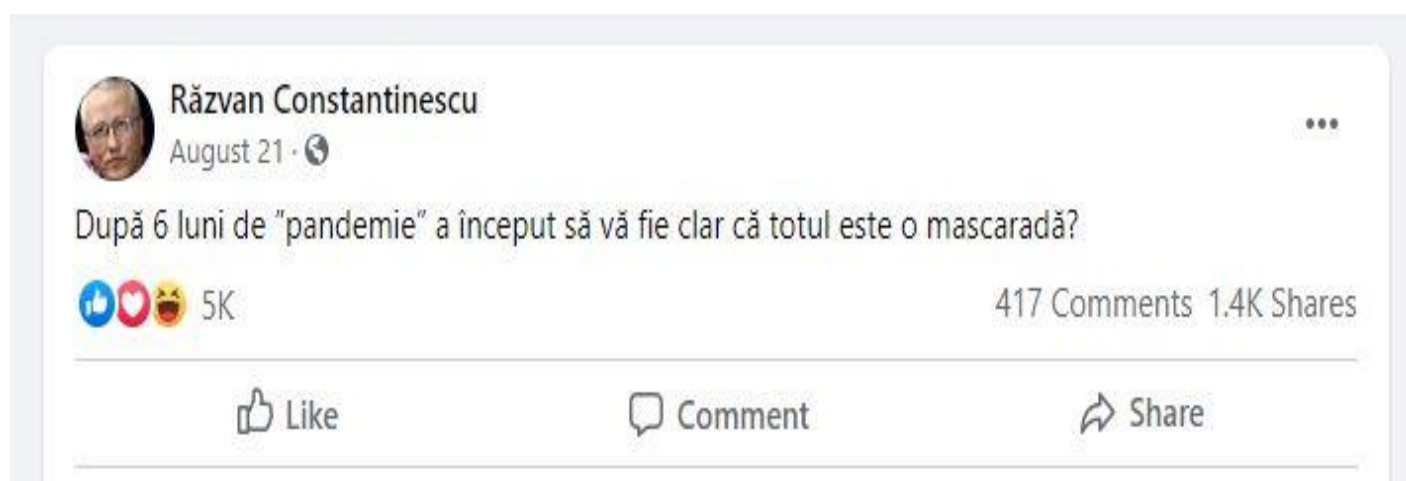 Răzvan Constantinescu
August 21 ·
...
După 6 luni de "pandemie" a început să vă fie clar că totul este o mascaradă?
5K
417 Comments 1.4K Shares
Like Comment Share